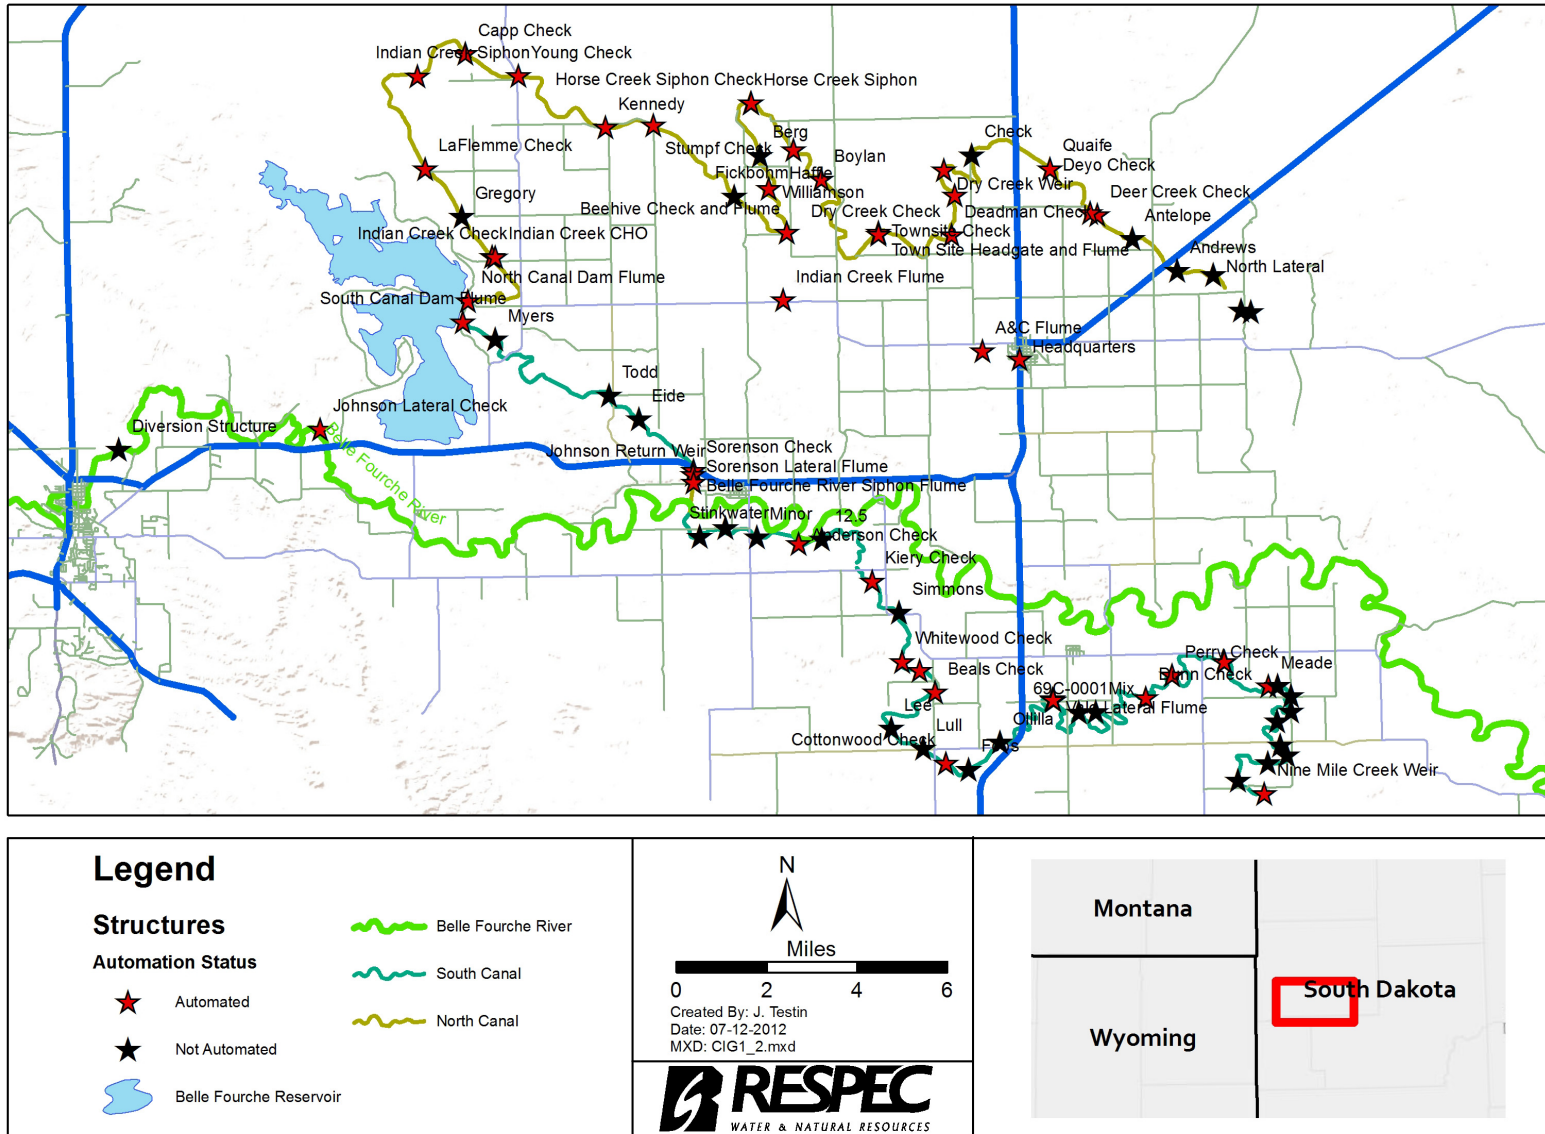 Capp Check
Indian Creek Siphon
Young Check
Horse Creek Siphon Check
Horse Creek Siphon
Kennedy
Berg
Check
Quaife
LaFlemme Check
Stumpf Check
Boylan
Deyo Check
Fickbohm
Haffie
Dry Creek Weir
Gregory
Williamson
Deer Creek Check
Beehive Check and Flume
Dry Creek Check
Deadman Check
Antelope
Indian Creek Check
Indian Creek CHO
Townsite Check
Town Site Headgate and Flume
Andrews
North Canal Dam Flume
Indian Creek Flume
North Lateral
South Canal Dam Flume
Myers
A&C Flume
Headquarters
Todd
Eide
Johnson Lateral Check
Diversion Structure
Belle Fourche River
Johnson Return Weir
Sorenson Check
Sorenson Lateral Flume
Belle Fourche River Siphon Flume
Stinkwater
Minor
12.5
Anderson Check
Kiery Check
Simmons
Whitewood Check
Perry Check
Beals Check
Meade
69C-0001
Mix
Lee
Vale Lateral Flume
Lull
Ollilla
Cottonwood Check
Nine Mile Creek Weir
Legend
Structures
Automation Status
Automated
Not Automated
Belle Fourche Reservoir
Belle Fourche River
South Canal
North Canal
N
Miles
0 2 4 6
Created By: J. Testin
Date: 07-12-2012
MXD: CIG1_2.mxd
RESPEC
WATER & NATURAL RESOURCES
Montana
South Dakota
Wyoming